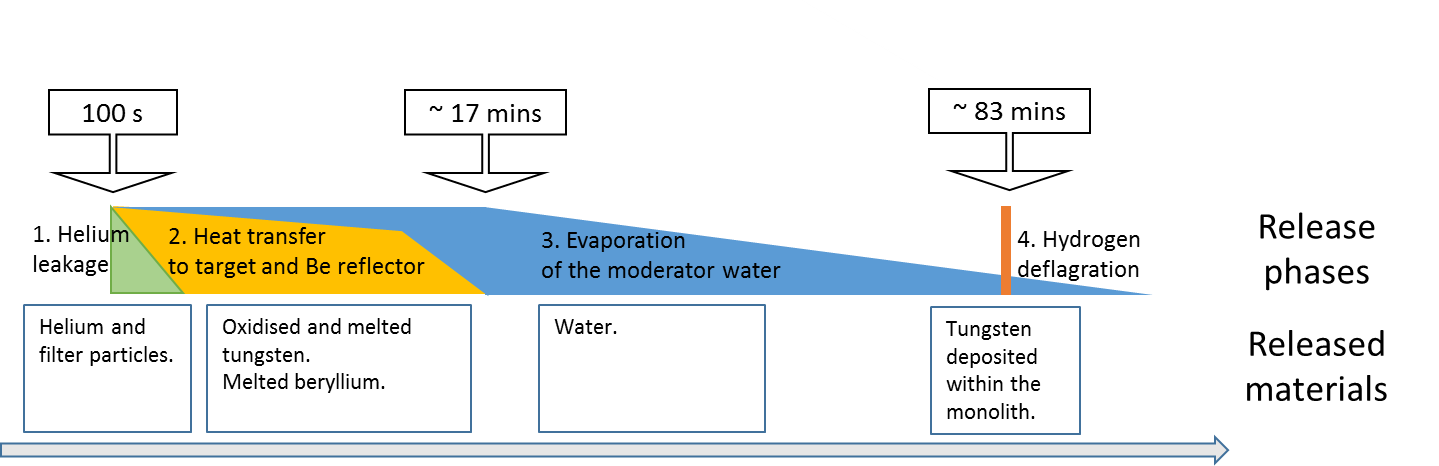 100 s
~ 17 mins
~ 83 mins
1. Helium
leakage
2. Heat transfer
to target and Be reflector
3. Evaporation
of the moderator water
4. Hydrogen
deflagration
Release
phases
Helium and
filter particles.
Oxidised and melted
tungsten.
Melted beryllium.
Water.
Tungsten
deposited
within the
monolith.
Released
materials